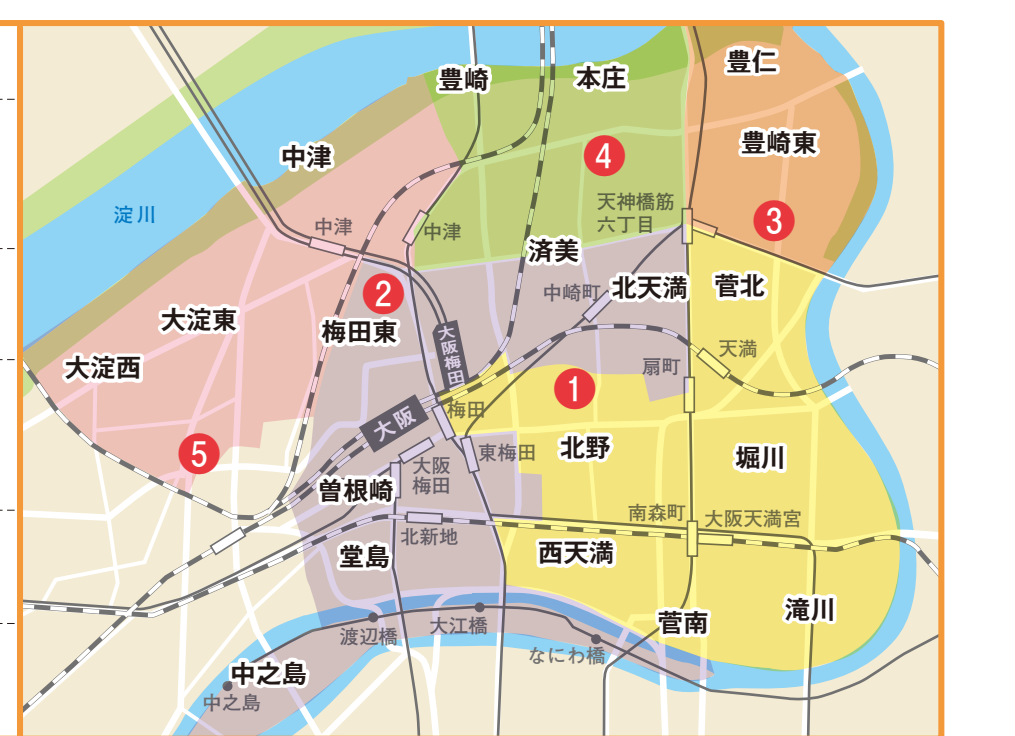 豊仁
豊崎
本庄
豊崎東
中津
4
天神橋筋
六丁目
3
淀川
中津
中津
済美
2
中崎町
北天満
菅北
大淀東
梅田東
大阪梅田
天満
大淀西
扇町
1
梅田
大阪
北野
5
東梅田
堀川
大阪
梅田
曽根崎
南森町
大阪天満宮
北新地
堂島
西天満
滝川
菅南
大江橋
渡辺橋
なにわ橋
中之島
中之島